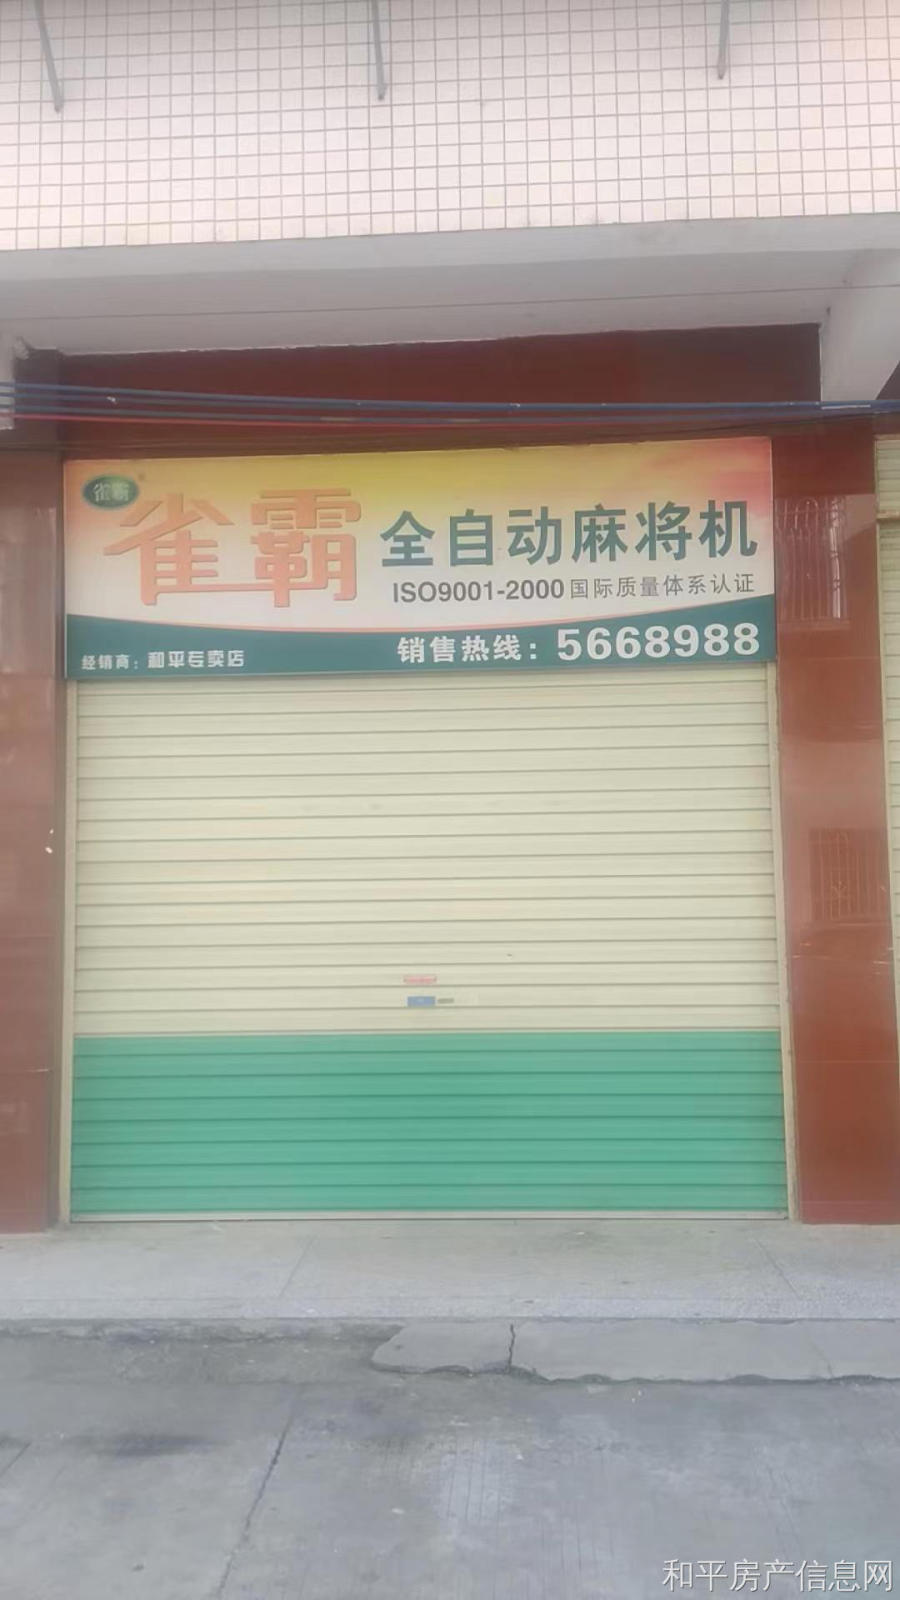 雀霸
雀霸
全自动麻将机
ISO9001-2000国际质量体系认证
经销商：和平专卖店
销售热线：5668988
和平房产信息网